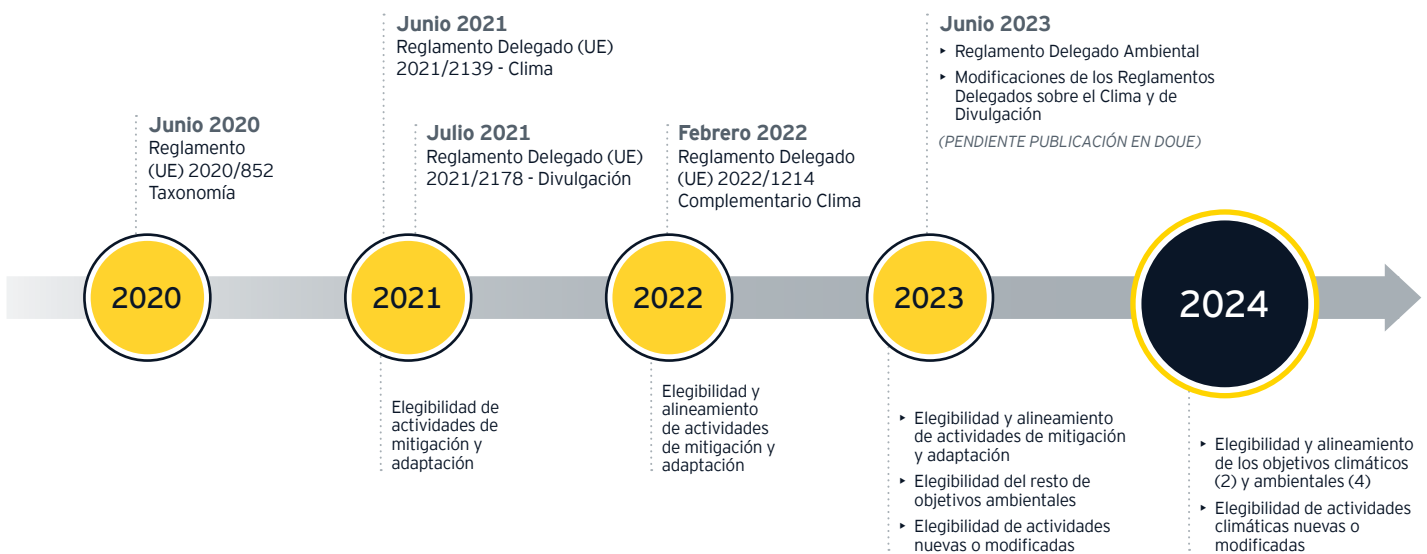 Junio 2021
Reglamento Delegado (UE)
2021/2139 - Clima
Junio 2023
‣ Reglamento Delegado Ambiental
‣ Modificaciones de los Reglamentos
Delegados sobre el Clima y de
Divulgación
(PENDIENTE PUBLICACIÓN EN DOUE)
Junio 2020
Reglamento
(UE) 2020/852
Taxonomía
Julio 2021
Reglamento Delegado (UE)
2021/2178 - Divulgación
Febrero 2022
Reglamento Delegado
(UE) 2022/1214
Complementario Clima
2020
2021
2022
2023
2024
Elegibilidad de
actividades de
mitigación y
adaptación
Elegibilidad y
alineamiento
de actividades
de mitigación y
adaptación
‣ Elegibilidad y alineamiento
de actividades de mitigación
y adaptación
‣ Elegibilidad del resto de
objetivos ambientales
‣ Elegibilidad de actividades
nuevas o modificadas
‣ Elegibilidad y alineamiento
de los objetivos climáticos
(2) y ambientales (4)
‣ Elegibilidad de actividades
climáticas nuevas o
modificadas